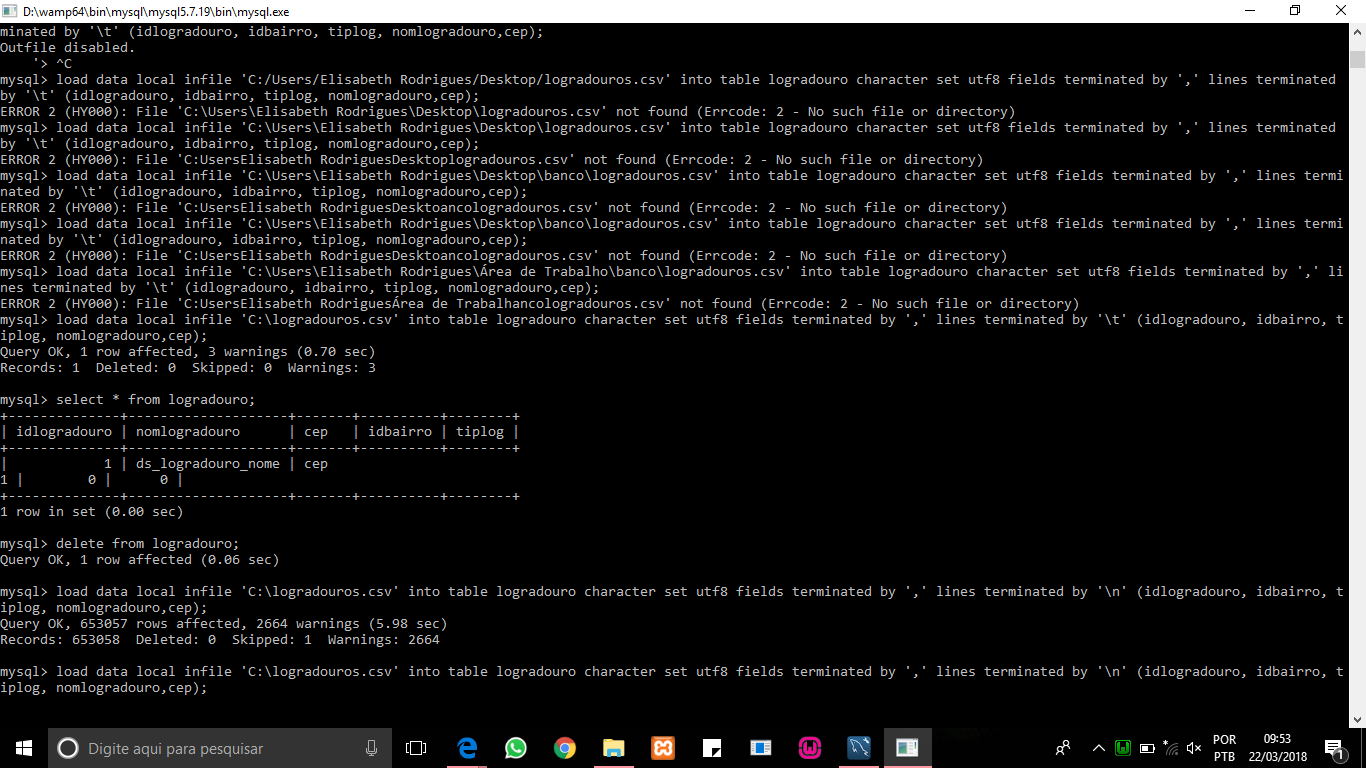 D:\wamp64\bin\mysql\mysql5.7.19\bin\mysql.exe
minated by '\t' (idlogradouro, idbairro, tiplog, nomlogradouro,cep);
Outfile disabled.
    '> ^C
mysql> load data local infile 'C:/Users/Elisabeth Rodrigues/Desktop/logradouros.csv' into table logradouro character set utf8 fields terminated by ',' lines terminated
by '\t' (idlogradouro, idbairro, tiplog, nomlogradouro,cep);
ERROR 2 (HY000): File 'C:\Users\Elisabeth Rodrigues\Desktop\logradouros.csv' not found (Errcode: 2 - No such file or directory)
mysql> load data local infile 'C:\Users\Elisabeth Rodrigues\Desktop\logradouros.csv' into table logradouro character set utf8 fields terminated by ',' lines terminated
by '\t' (idlogradouro, idbairro, tiplog, nomlogradouro,cep);
ERROR 2 (HY000): File 'C:UsersElisabeth RodriguesDesktoplogradouros.csv' not found (Errcode: 2 - No such file or directory)
mysql> load data local infile 'C:\Users\Elisabeth Rodrigues\Desktop\banco\logradouros.csv' into table logradouro character set utf8 fields terminated by ',' lines termi
nated by '\t' (idlogradouro, idbairro, tiplog, nomlogradouro,cep);
ERROR 2 (HY000): File 'C:UsersElisabeth RodriguesDesktoancologradouros.csv' not found (Errcode: 2 - No such file or directory)
mysql> load data local infile 'C:\Users\Elisabeth Rodrigues\Desktop\banco\logradouros.csv' into table logradouro character set utf8 fields terminated by ',' lines termi
nated by '\t' (idlogradouro, idbairro, tiplog, nomlogradouro,cep);
ERROR 2 (HY000): File 'C:UsersElisabeth RodriguesDesktoancologradouros.csv' not found (Errcode: 2 - No such file or directory)
mysql> load data local infile 'C:\Users\Elisabeth Rodrigues\Área de Trabalho\banco\logradouros.csv' into table logradouro character set utf8 fields terminated by ',' li
nes terminated by '\t' (idlogradouro, idbairro, tiplog, nomlogradouro,cep);
ERROR 2 (HY000): File 'C:UsersElisabeth RodriguesÁrea de Trabalhancologradouros.csv' not found (Errcode: 2 - No such file or directory)
mysql> load data local infile 'C:\logradouros.csv' into table logradouro character set utf8 fields terminated by ',' lines terminated by '\t' (idlogradouro, idbairro, t
iplog, nomlogradouro,cep);
Query OK, 1 row affected, 3 warnings (0.70 sec)
Records: 1  Deleted: 0  Skipped: 0  Warnings: 3
mysql> select * from logradouro;
+--------------+--------------------+-------+----------+--------+
| idlogradouro | nomlogradouro      | cep   | idbairro | tiplog |
+--------------+--------------------+-------+----------+--------+
|            1 | ds_logradouro_nome | cep
1 |        0 |      0 |
+--------------+--------------------+-------+----------+--------+
1 row in set (0.00 sec)
mysql> delete from logradouro;
Query OK, 1 row affected (0.06 sec)
mysql> load data local infile 'C:\logradouros.csv' into table logradouro character set utf8 fields terminated by ',' lines terminated by '\n' (idlogradouro, idbairro, t
iplog, nomlogradouro,cep);
Query OK, 653057 rows affected, 2664 warnings (5.98 sec)
Records: 653058  Deleted: 0  Skipped: 1  Warnings: 2664
mysql> load data local infile 'C:\logradouros.csv' into table logradouro character set utf8 fields terminated by ',' lines terminated by '\n' (idlogradouro, idbairro, t
iplog, nomlogradouro,cep);
Digite aqui para pesquisar
POR
PTB
09:53
22/03/2018
1